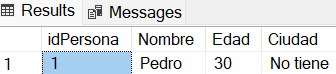 Results Messages
idPersona Nombre Edad Ciudad
1 1 Pedro 30 No tiene